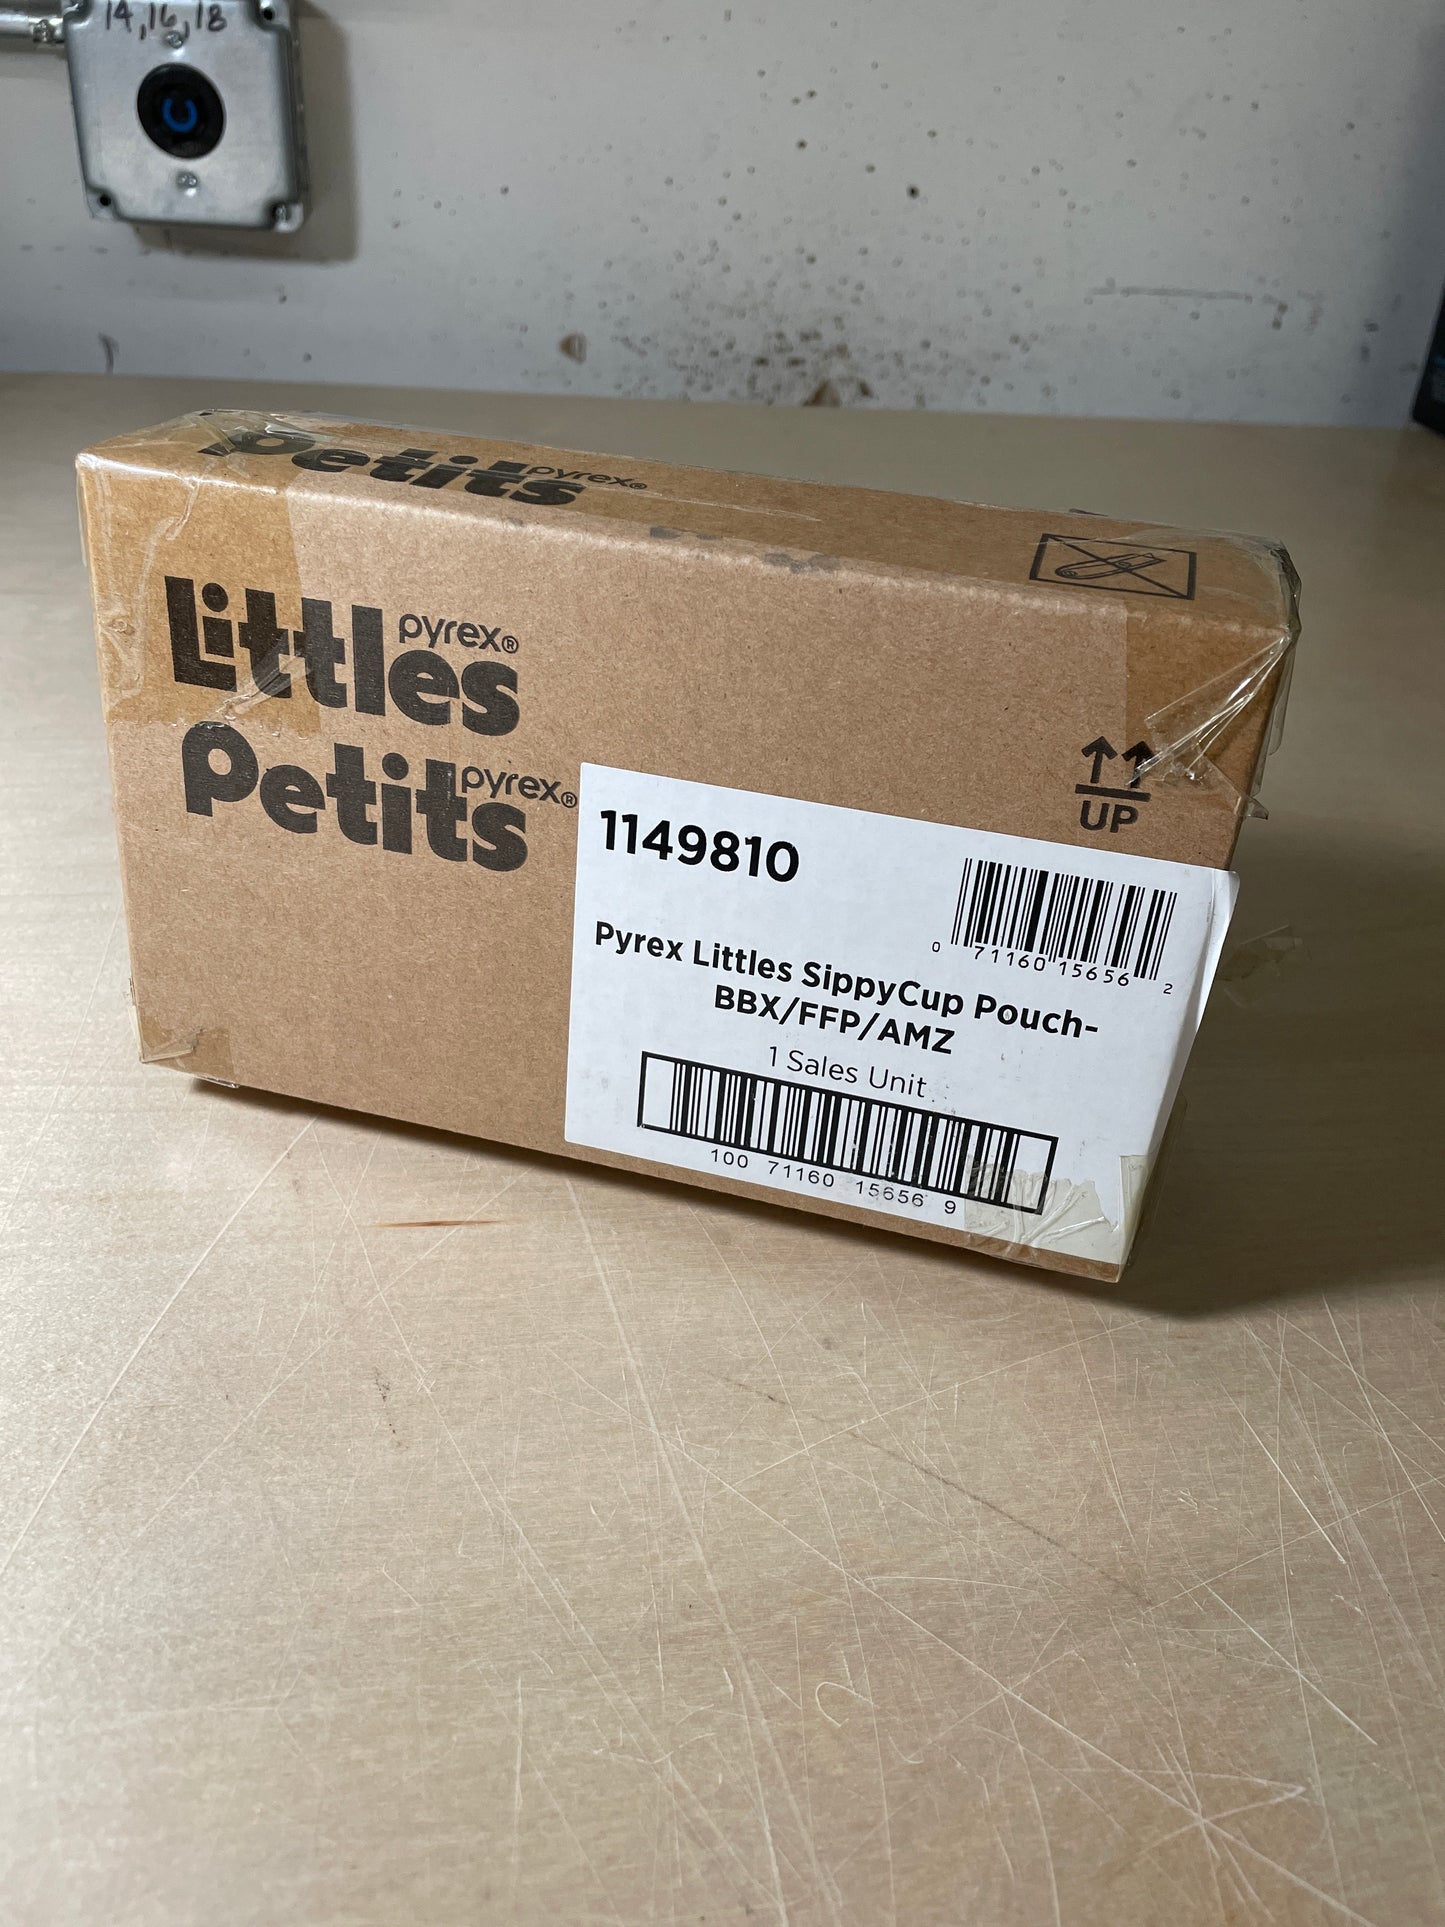 14,16,18
Petits pyrex®
Littles pyrex®
Petits pyrex®
UP
1149810
0 71160 15656 2
Pyrex Littles SippyCup Pouch-
BBX/FFP/AMZ
1 Sales Unit
100 71160 15656 9